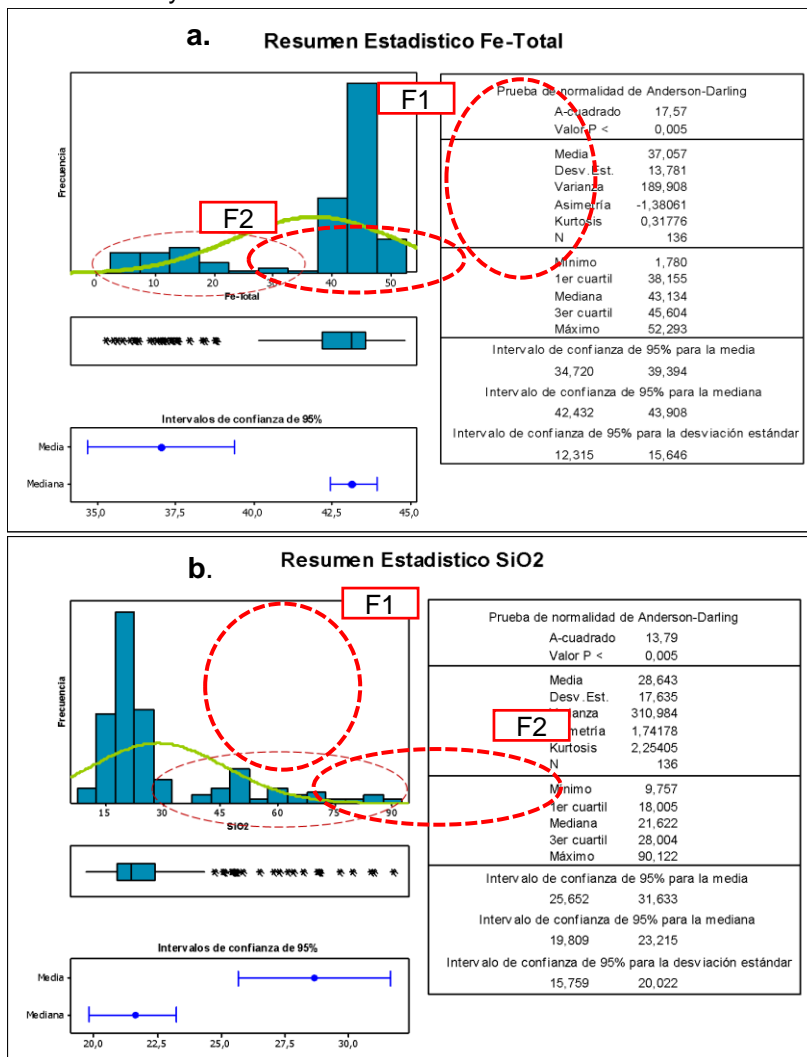 a.
Resumen Estadistico Fe-Total
F1
F2
Frecuencia
0 10 20 30 40 50
Fe-Total
Intervalos de confianza de 95%
Media
Mediana
35,0 37,5 40,0 42,5 45,0
Prueba de normalidad de Anderson-Darling
A-cuadrado 17,57
Valor P < 0,005
Media 37,057
Desv.Est. 13,781
Varianza 189,908
Asimetría -1,38061
Kurtosis 0,31776
N 136
Mínimo 1,780
1er cuartil 38,155
Mediana 43,134
3er cuartil 45,604
Máximo 52,293
Intervalo de confianza de 95% para la media
34,720 39,394
Intervalo de confianza de 95% para la mediana
42,432 43,908
Intervalo de confianza de 95% para la desviación estándar
12,315 15,646
b.
Resumen Estadistico SiO2
F1
F2
Frecuencia
15 30 45 60 75 90
SiO2
Intervalos de confianza de 95%
Media
Mediana
20,0 22,5 25,0 27,5 30,0
Prueba de normalidad de Anderson-Darling
A-cuadrado 13,79
Valor P < 0,005
Media 28,643
Desv.Est. 17,635
310,984
1,74178
Kurtosis 2,25405
N 136
Mínimo 9,757
1er cuartil 18,005
Mediana 21,622
3er cuartil 28,004
Máximo 90,122
Intervalo de confianza de 95% para la media
25,652 31,633
Intervalo de confianza de 95% para la mediana
19,809 23,215
Intervalo de confianza de 95% para la desviación estándar
15,759 20,022